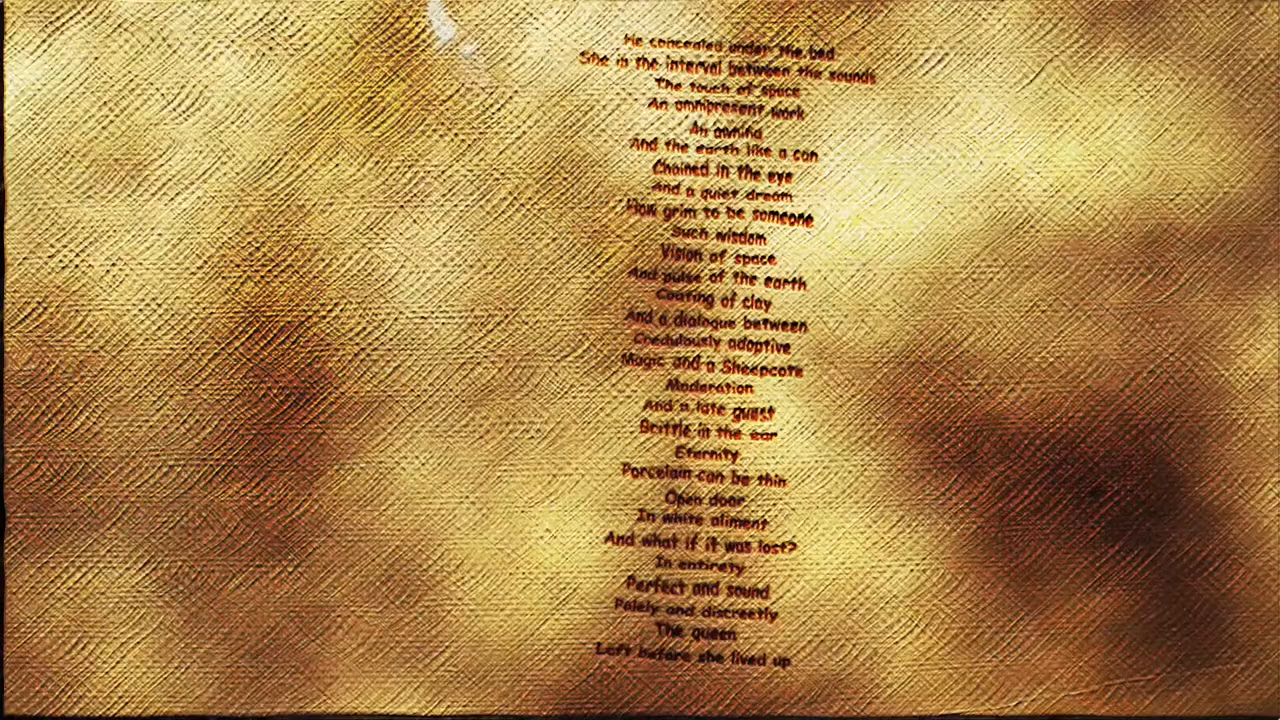 He concealed under the bed
She is the interval between the sounds
The touch of space
An omnipresent work
An awning
And the earth like a can
Chained in the eye
And a quiet dream
How grim to be someone
Such wisdom
Vision of space
And pulse of the earth
Coating of clay
And a dialogue between
Credulously adoptive
Magic and a Sheepcote
Moderation
And a late guest
Brittle in the ear
Eternity
Porcelain can be thin
Open door
In white aliment
And what if it was lost?
In entirety
Perfect and sound
Palely and discreetly
The queen
Left before she lived up